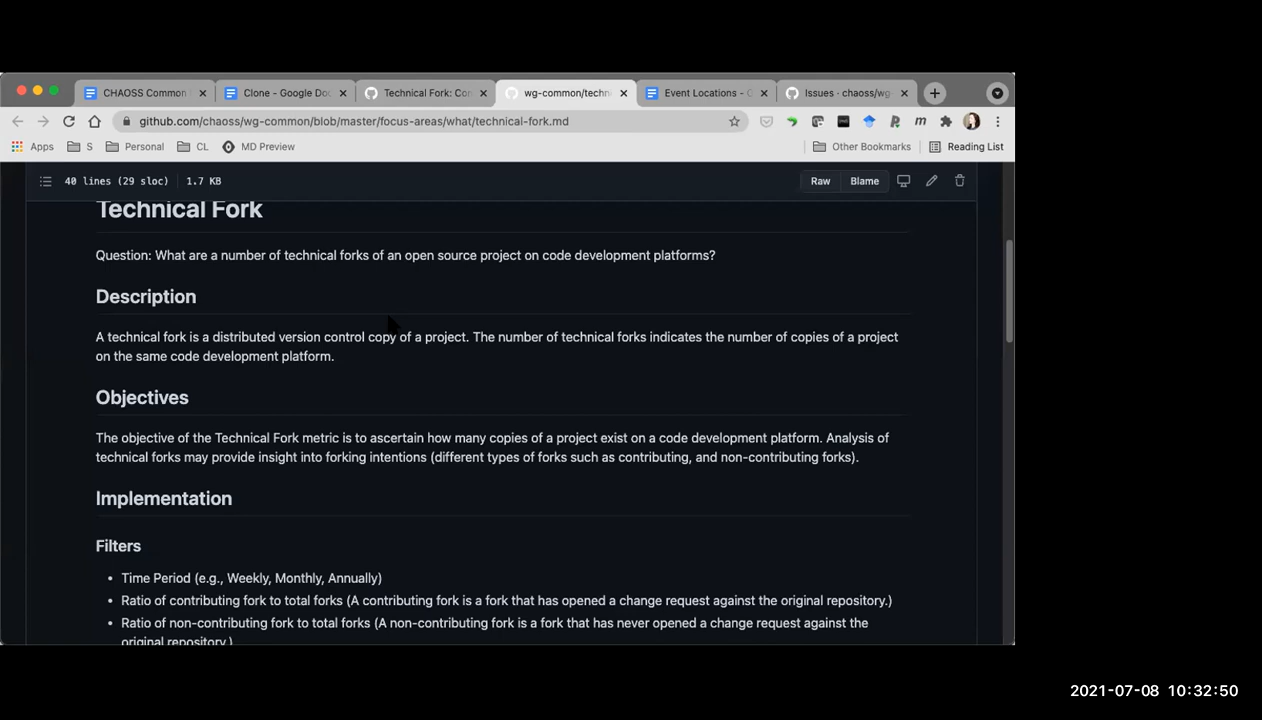 CHAOSS Common
Clone - Google Doc
Technical Fork: Co
wg-common/techn
Event Locations -
Issues · chaoss/wg-
github.com/chaoss/wg-common/blob/master/focus-areas/what/technical-fork.md
Apps
S
Personal
CL
MD Preview
Other Bookmarks
Reading List
40 lines (29 sloc)
1.7 KB
Raw
Blame
Technical Fork
Question: What are a number of technical forks of an open source project on code development platforms?
Description
A technical fork is a distributed version control copy of a project. The number of technical forks indicates the number of copies of a project
on the same code development platform.
Objectives
The objective of the Technical Fork metric is to ascertain how many copies of a project exist on a code development platform. Analysis of
technical forks may provide insight into forking intentions (different types of forks such as contributing, and non-contributing forks).
Implementation
Filters
• Time Period (e.g., Weekly, Monthly, Annually)
• Ratio of contributing fork to total forks (A contributing fork is a fork that has opened a change request against the original repository.)
• Ratio of non-contributing fork to total forks (A non-contributing fork is a fork that has never opened a change request against the
original repository.)
2021-07-08 10:32:50